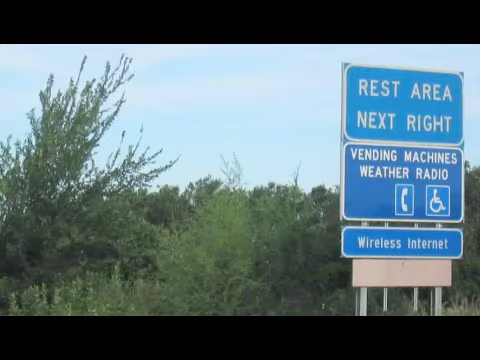 REST AREA
NEXT RIGHT
VENDING MACHINES
WEATHER RADIO
Wireless Internet